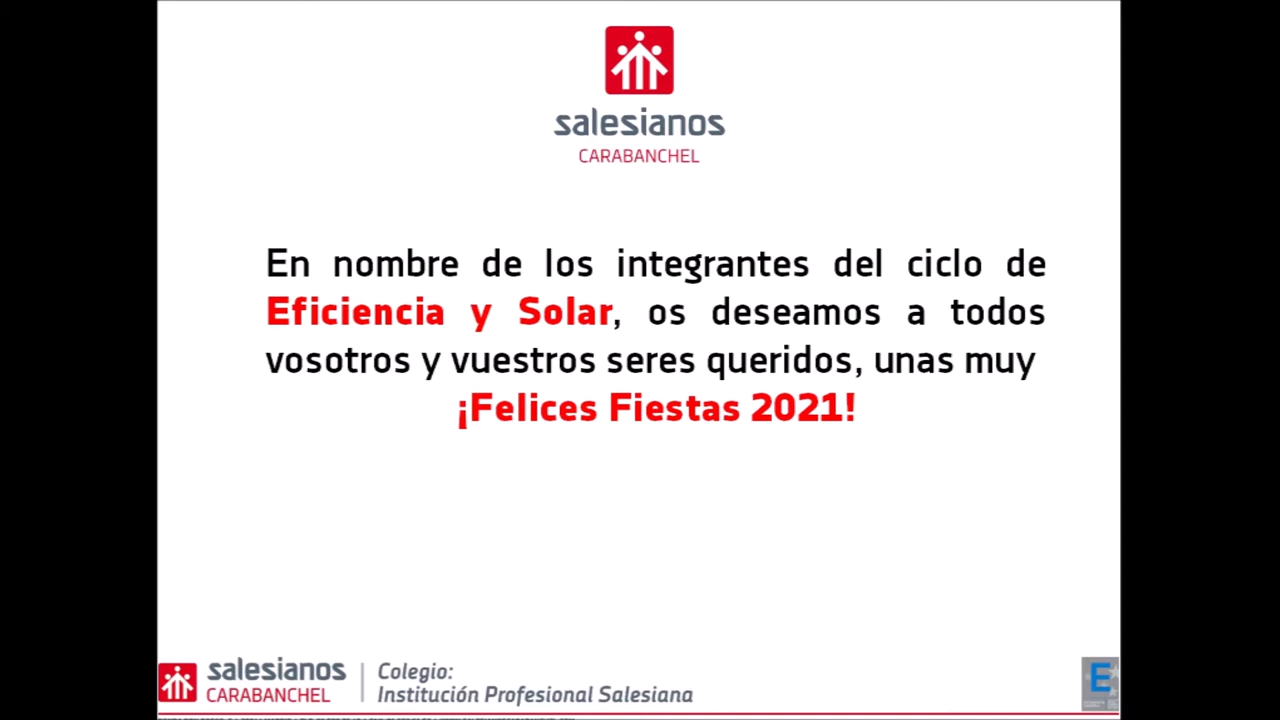 salesianos
CARABANCHEL
En nombre de los integrantes del ciclo de
Eficiencia y Solar, os deseamos a todos
vosotros y vuestros seres queridos, unas muy
¡Felices Fiestas 2021!
salesianos
CARABANCHEL
Colegio:
Institución Profesional Salesiana
E